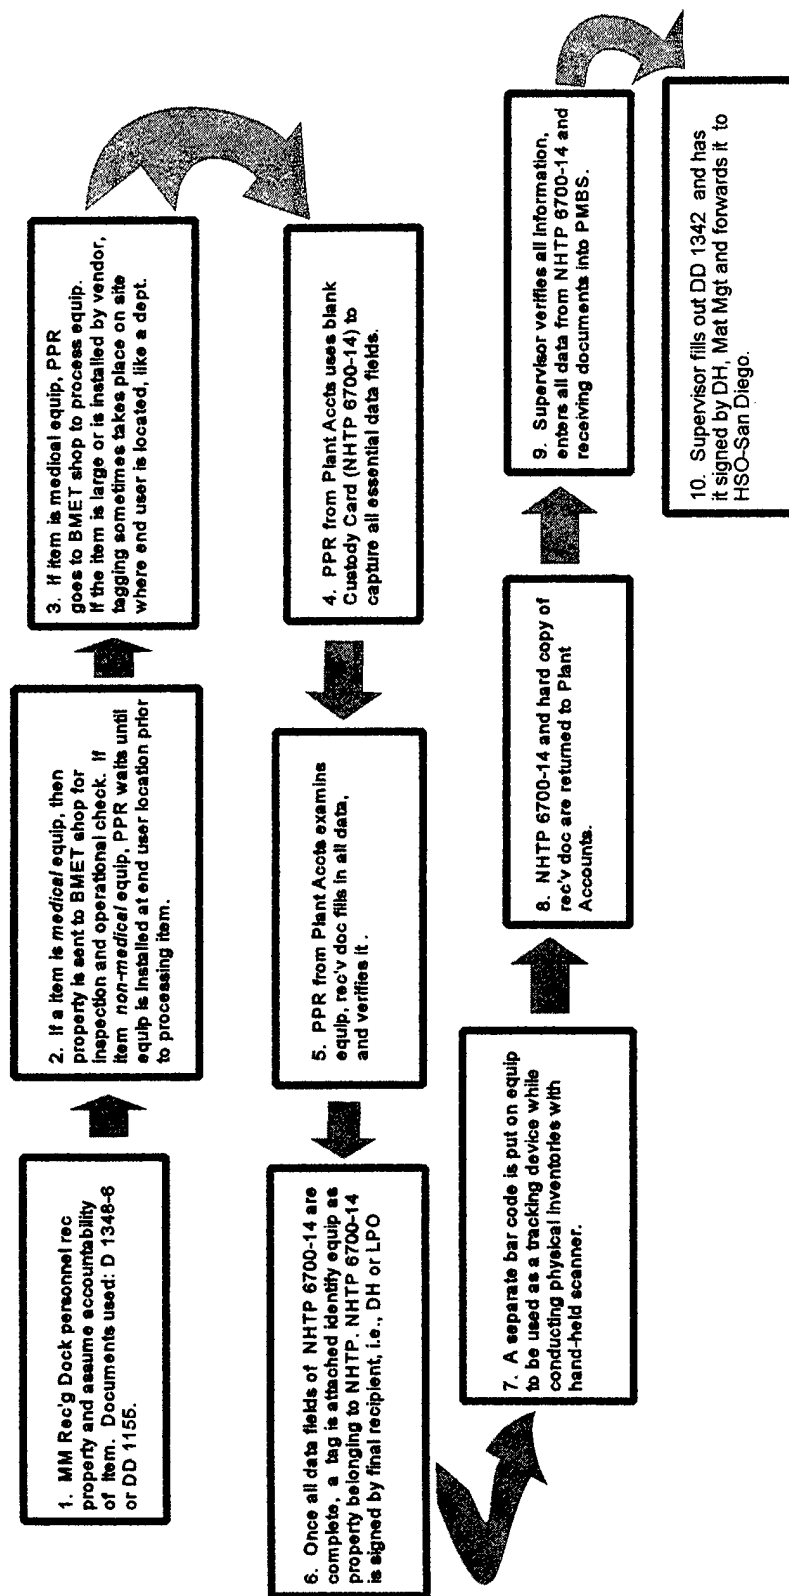 1. MM Rec'g Dock personnel rec
property and assume accountability
of item. Documents used: D 1348-6
or DD 1155.
2. If a item is medical equip, then
property is sent to BMET shop for
inspection and operational check. If
item non-medical equip, PPR waits until
equip is installed at end user location prior
to processing item.
3. If item is medical equip, PPR
goes to BMET shop to process equip.
If the item is large or is installed by vendor,
tagging sometimes takes place on site
where end user is located, like a dept.
4. PPR from Plant Accts uses blank
Custody Card (NHTP 6700-14) to
capture all essential data fields.
5. PPR from Plant Accts examines
equip, rec'v doc fills in all data,
and verifies it .
6. Once all data fields of NHTP 6700-14 are
complete, a tag is attached identify equip as
property belonging to NHTP. NHTP 6700-14
is signed by final recipient, i.e., DH or LPO
7. A separate bar code is put on equip
to be used as a tracking device while
conducting physical inventories with
hand-held scanner.
8. NHTP 6700-14 and hard copy of
rec'v doc are returned to Plant
Accounts.
9. Supervisor verifies all information,
enters all data from NHTP 6700-14 and
receiving documents into PMBS.
10. Supervisor fills out DD 1342 and has
it signed by DH, Mat Mgt and forwards it to
HSO-San Diego.